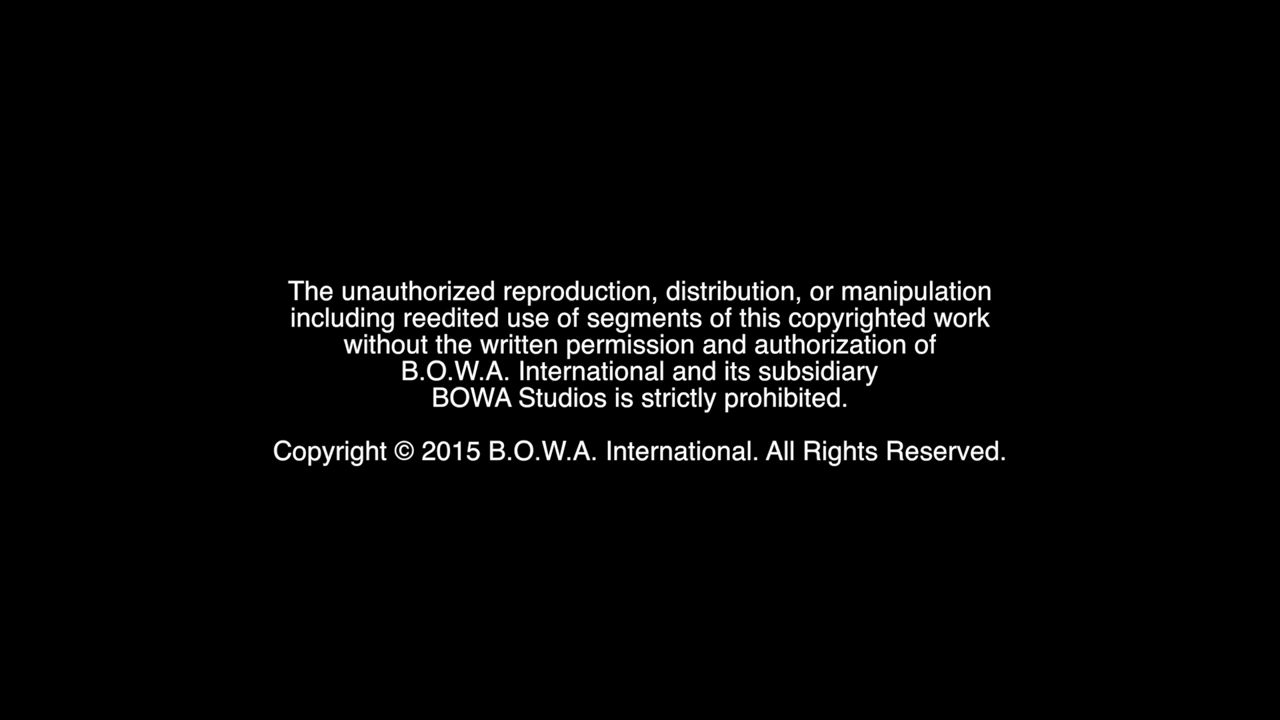 The unauthorized reproduction, distribution, or manipulation
including reedited use of segments of this copyrighted work
without the written permission and authorization of
B.O.W.A. International and its subsidiary
BOWA Studios is strictly prohibited.
Copyright © 2015 B.O.W.A. International. All Rights Reserved.